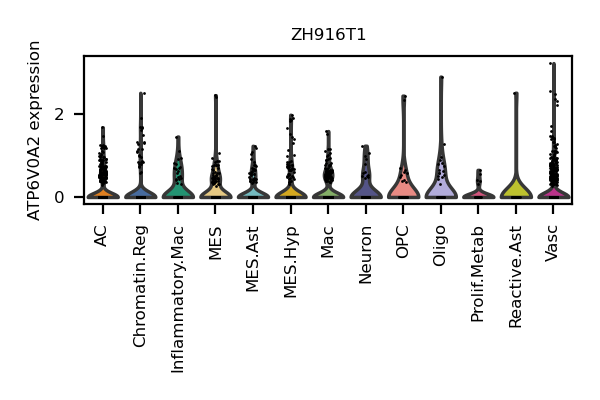 ZH916T1
ATP6V0A2 expression
2
0
AC
Chromatin.Reg
Inflammatory.Mac
MES
MES.Ast
MES.Hyp
Mac
Neuron
OPC
Oligo
Prolif.Metab
Reactive.Ast
Vasc